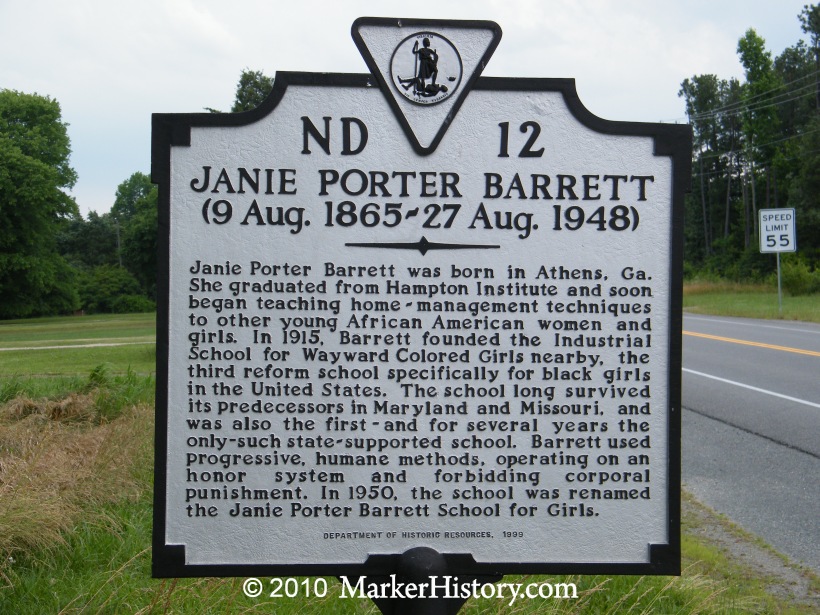 ND 12
JANIE PORTER BARRETT
(9 Aug. 1865~27 Aug. 1948)
Janie Porter Barrett was born in Athens, Ga.
She graduated from Hampton Institute and soon
began teaching home-management techniques
to other young African American women and
girls. In 1915, Barrett founded the Industrial
School for Wayward Colored Girls nearby, the
third reform school specifically for black girls
in the United States. The school long survived
its predecessors in Maryland and Missouri, and
was also the first-and for several years the
only-such state-supported school. Barrett used
progressive, humane methods, operating on an
honor system and forbidding corporal
punishment. In 1950, the school was renamed
the Janie Porter Barrett School for Girls.
DEPARTMENT OF HISTORIC RESOURCES, 1999
SPEED
LIMIT
55
© 2010 MarkerHistory.com